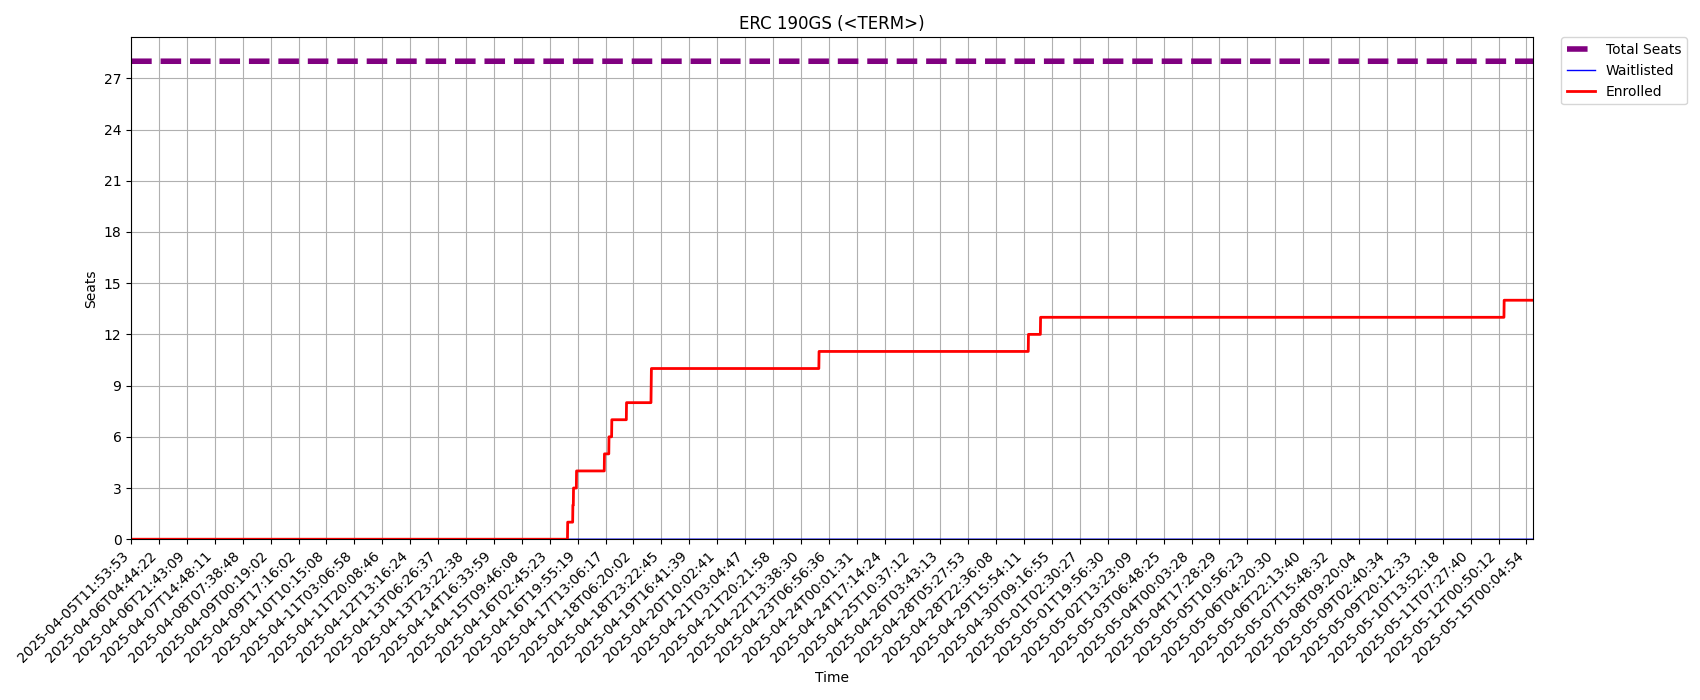 ERC 190GS (<TERM>)
Total Seats
Waitlisted
Enrolled
Seats
27
24
21
18
15
12
9
6
3
0
2025-04-05T11:53:53
2025-04-06T04:44:22
2025-04-06T21:43:09
2025-04-07T14:48:11
2025-04-08T07:38:48
2025-04-09T00:19:02
2025-04-09T17:16:02
2025-04-10T10:15:08
2025-04-11T03:06:58
2025-04-11T20:08:46
2025-04-12T13:16:24
2025-04-13T06:26:37
2025-04-13T23:22:38
2025-04-14T16:33:59
2025-04-15T09:46:08
2025-04-16T02:45:23
2025-04-16T19:55:19
2025-04-17T13:06:17
2025-04-18T06:20:02
2025-04-18T23:22:45
2025-04-19T16:41:39
2025-04-20T10:02:41
2025-04-21T03:04:47
2025-04-21T20:21:58
2025-04-22T13:38:30
2025-04-23T06:56:36
2025-04-24T00:01:31
2025-04-24T17:14:24
2025-04-25T10:37:12
2025-04-26T03:43:13
2025-04-28T05:27:53
2025-04-28T22:36:08
2025-04-29T15:54:11
2025-04-30T09:16:55
2025-05-01T02:30:27
2025-05-01T19:56:30
2025-05-02T13:23:09
2025-05-03T06:48:25
2025-05-04T00:03:28
2025-05-04T17:28:29
2025-05-05T10:56:23
2025-05-06T04:20:30
2025-05-06T22:13:40
2025-05-07T15:48:32
2025-05-08T09:20:04
2025-05-09T02:40:34
2025-05-09T20:12:33
2025-05-10T13:52:18
2025-05-11T07:27:40
2025-05-12T00:50:12
2025-05-15T00:04:54
Time